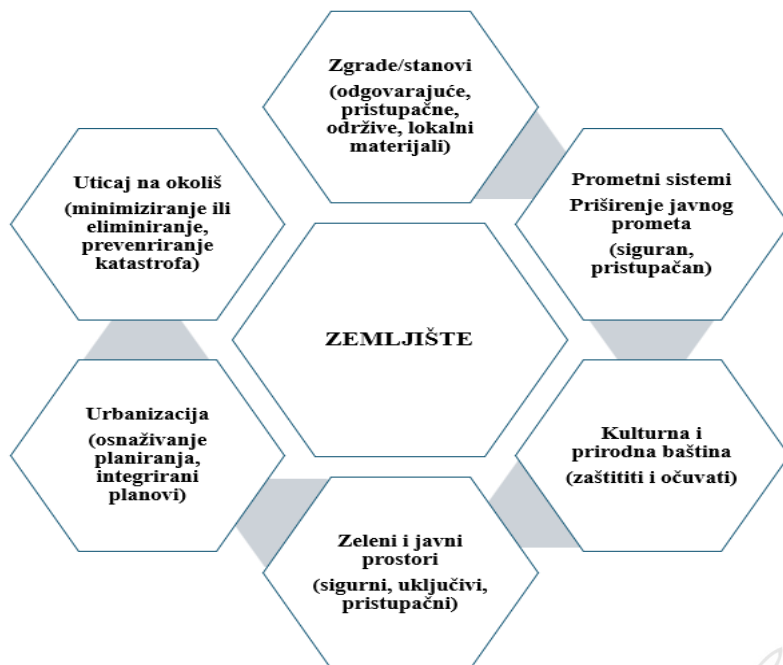 Zgrade/stanovi
(odgovarajuće,
pristupačne,
održive, lokalni
materijali)
Prometni sistemi
Priširenje javnog
prometa
(siguran,
pristupačan)
Kulturna i
prirodna baština
(zaštititi i očuvati)
Zeleni i javni
prostori
(sigurni, uključivi,
pristupačni)
Urbanizacija
(osnaživanje
planiranja,
integrirani
planovi)
Uticaj na okoliš
(minimiziranje ili
eliminiranje,
prevenriranje
katastrofa)
ZEMLJIŠTE